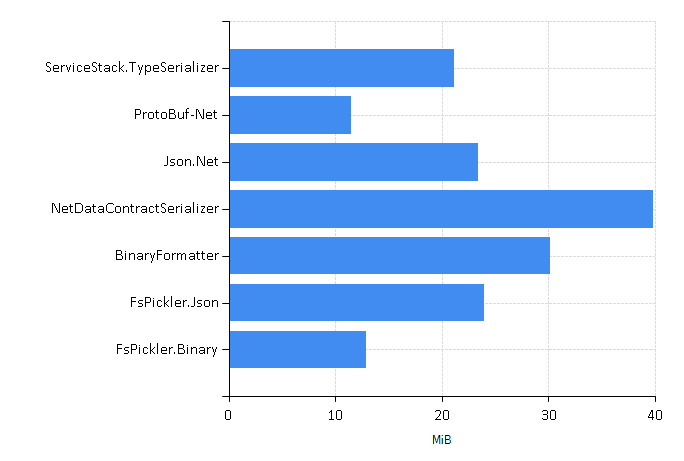 ServiceStack.TypeSerializer
ProtoBuf-Net
Json.Net
NetDataContractSerializer
BinaryFormatter
FsPickler.Json
FsPickler.Binary
0 10 20 30 40
MiB